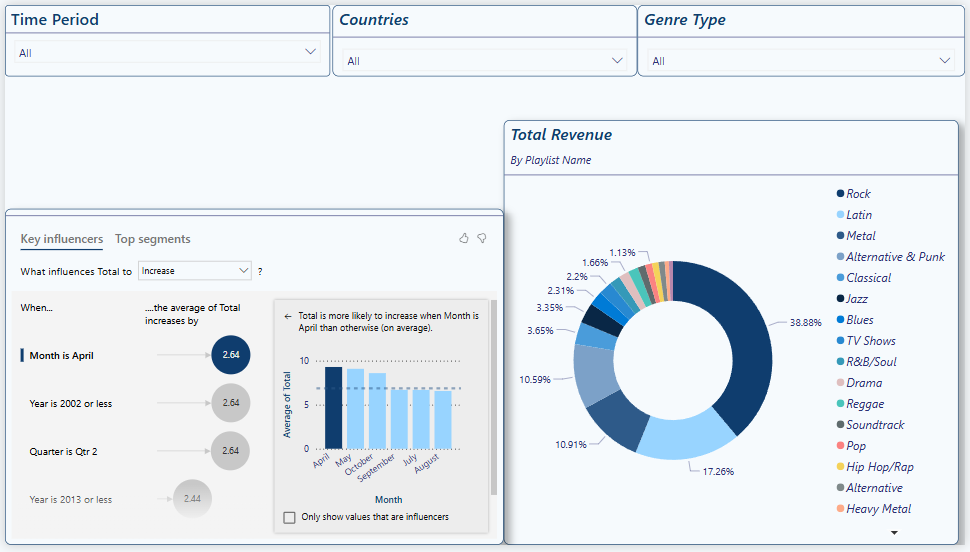 Time Period
All
Countries
All
Genre Type
All
Key influencers Top segments
What influences Total to Increase ?
When...
....the average of Total
increases by
Month is April 2.64
Year is 2002 or less 2.64
Quarter is Qtr 2 2.64
Year is 2013 or less 2.44
← Total is more likely to increase when Month is
April than otherwise (on average).
Average of Total
10
5
0
April
May
October
September
July
August
Month
Only show values that are influencers
Total Revenue
By Playlist Name
38.88%
17.26%
10.91%
10.59%
3.65%
3.35%
2.31%
2.2%
1.66%
1.13%
Rock
Latin
Metal
Alternative & Punk
Classical
Jazz
Blues
TV Shows
R&B/Soul
Drama
Reggae
Soundtrack
Pop
Hip Hop/Rap
Alternative
Heavy Metal